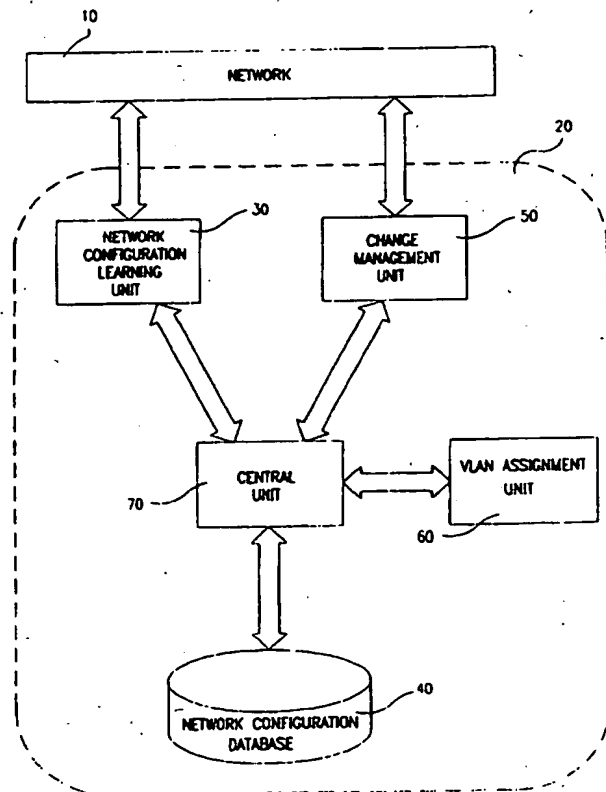 10
NETWORK
20
30
NETWORK
CONFIGURATION
LEARNING
UNIT
50
CHANGE
MANAGEMENT
UNIT
CENTRAL
UNIT
70
VLAN ASSIGNMENT
UNIT
60
40
NETWORK CONFIGURATION
DATABASE